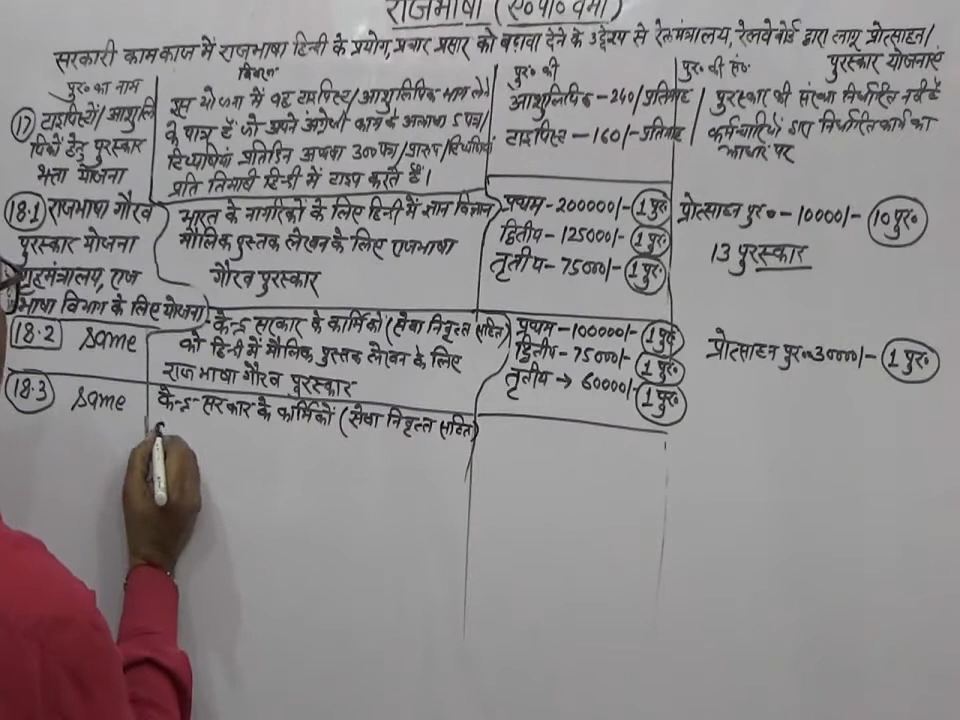 राजभाषा (ए० पी० वर्मा)
सरकारी कामकाज में राजभाषा हिन्दी के प्रयोग, प्रचार प्रसार को बढ़ावा देने के उद्देश्य से रेल मंत्रालय, रेलवे बोर्ड द्वारा लागू प्रोत्साहन/
पुरस्कार योजनाएं
पुर० का नाम
विवरण
पुर० की
पुर० की सं०
(17) टाइपिस्टों/आशुलि
पिकों हेतु पुरस्कार
भत्ता योजना
इस योजना में वह टाइपिस्ट/आशुलिपिक भाग लेने
के पात्र हैं जो अपने अंग्रेजी काम के अलावा 5 पत्र/
टिप्पणियां प्रतिदिन अथवा 300 पत्र/प्रारूप/टिप्पणियां
प्रति तिमाही हिन्दी में टाइप करते हैं।
आशुलिपिक - 240/प्रतिमाह
टाइपिस्ट - 160/-प्रतिमाह
पुरस्कार की संख्या निर्धारित नहीं है
कर्मचारियों द्वारा निर्धारित कार्य का
आधार पर
(18.1) राजभाषा गौरव
पुरस्कार योजना
गृहमंत्रालय, राज
भाषा विभाग के लिए योजना)
भारत के नागरिकों के लिए हिन्दी में ज्ञान विज्ञान
मौलिक पुस्तक लेखन के लिए राजभाषा
गौरव पुरस्कार
प्रथम - 200000/- 1 पुर०
द्वितीय - 125000/- 1 पुर०
तृतीय - 75000/- 1 पुर०
प्रोत्साहन पुर० - 10000/- 10 पुर०
13 पुरस्कार
18.2 Same
केन्द्र सरकार के कार्मिकों (सेवा निवृत्त सहित)
को हिन्दी में मौलिक पुस्तक लेखन के लिए
राजभाषा गौरव पुरस्कार
प्रथम - 100000/- 1 पुर०
द्वितीय - 75000/- 1 पुर०
तृतीय → 60000/- 1 पुर०
प्रोत्साहन पुर० - 30000/- 1 पुर०
18.3 Same
केन्द्र सरकार के कार्मिकों (सेवा निवृत्त सहित)